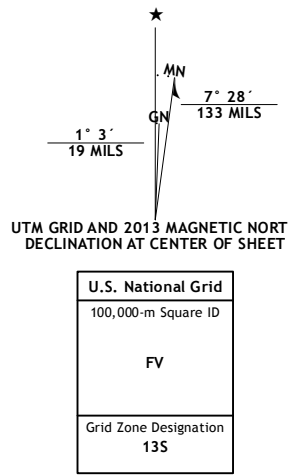 ★
MN
7° 28´
133 MILS
GN
1° 3´
19 MILS
UTM GRID AND 2013 MAGNETIC NORT
DECLINATION AT CENTER OF SHEET
U.S. National Grid
100,000-m Square ID
FV
Grid Zone Designation
13S